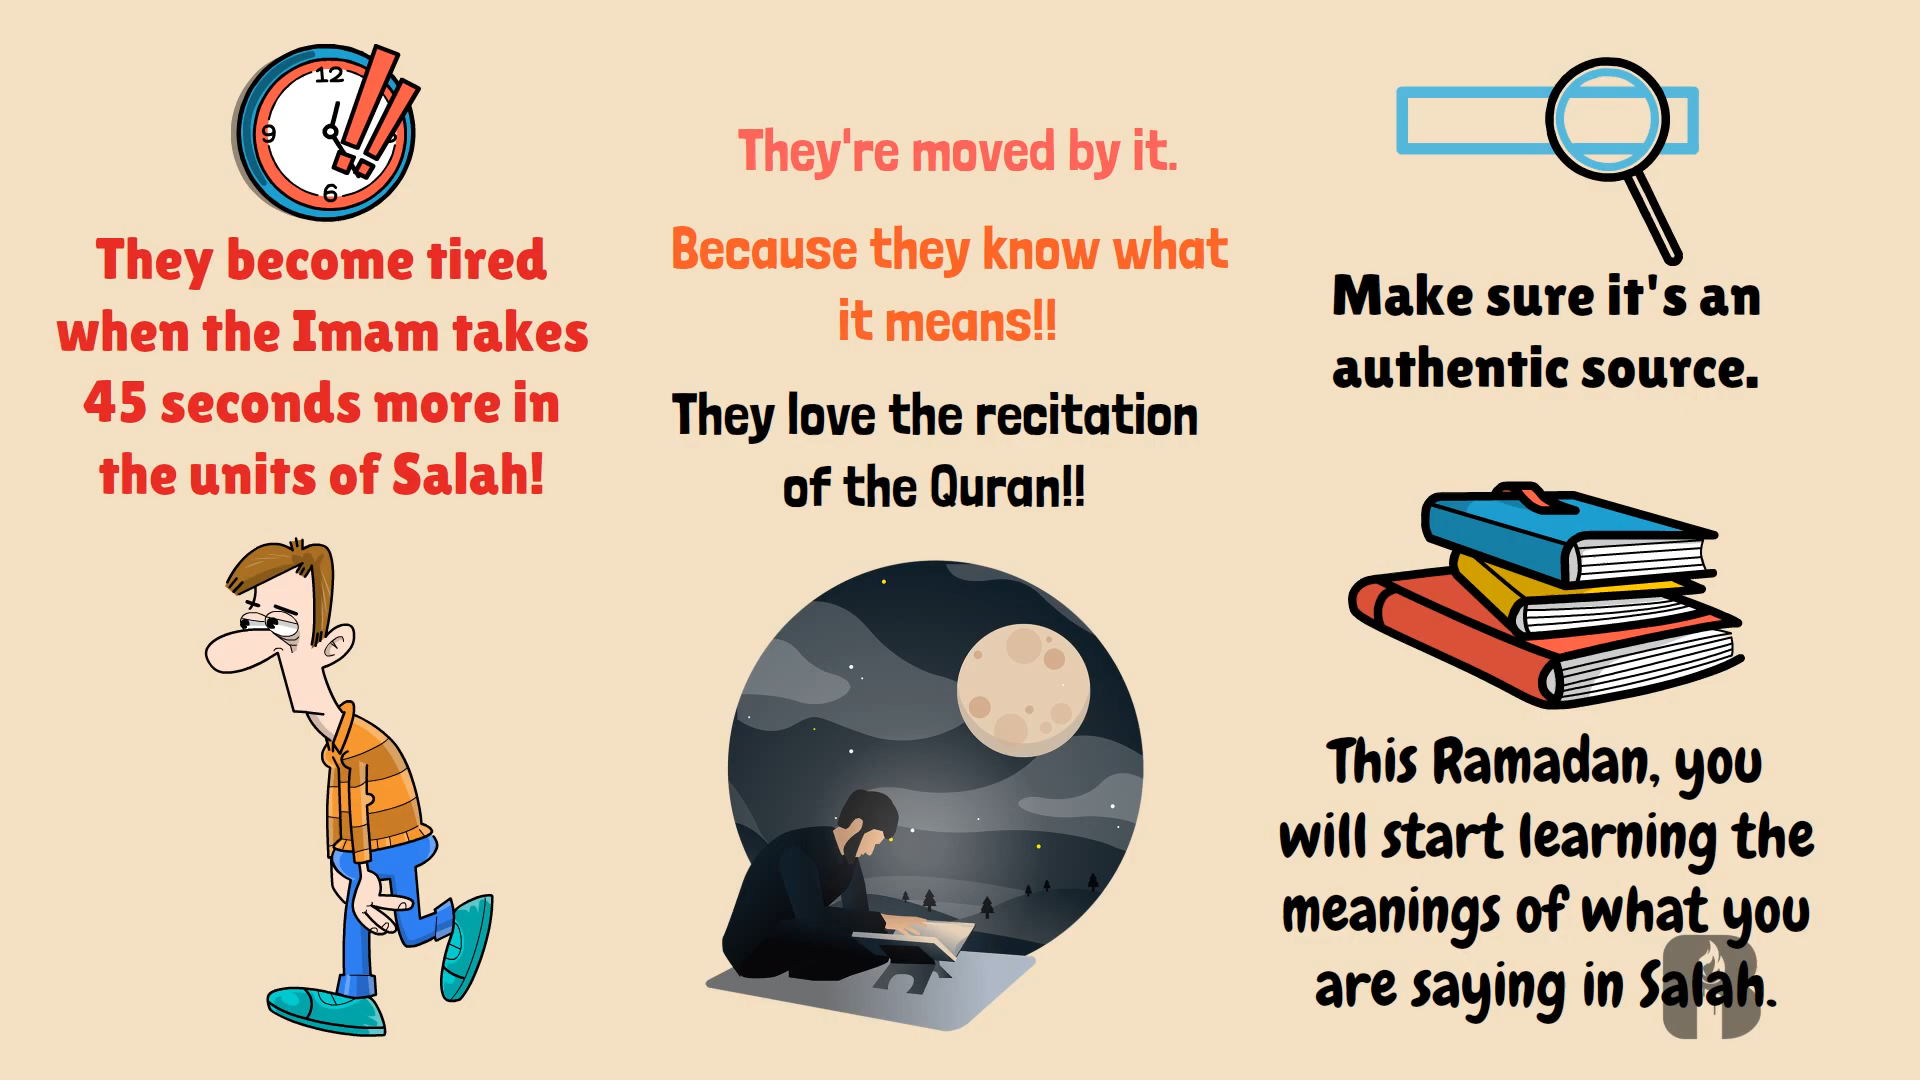 12
9
6
They become tired
when the Imam takes
45 seconds more in
the units of Salah!
They're moved by it.
Because they know what
it means!!
They love the recitation
of the Quran!!
Make sure it's an
authentic source.
This Ramadan, you
will start learning the
meanings of what you
are saying in Salah.